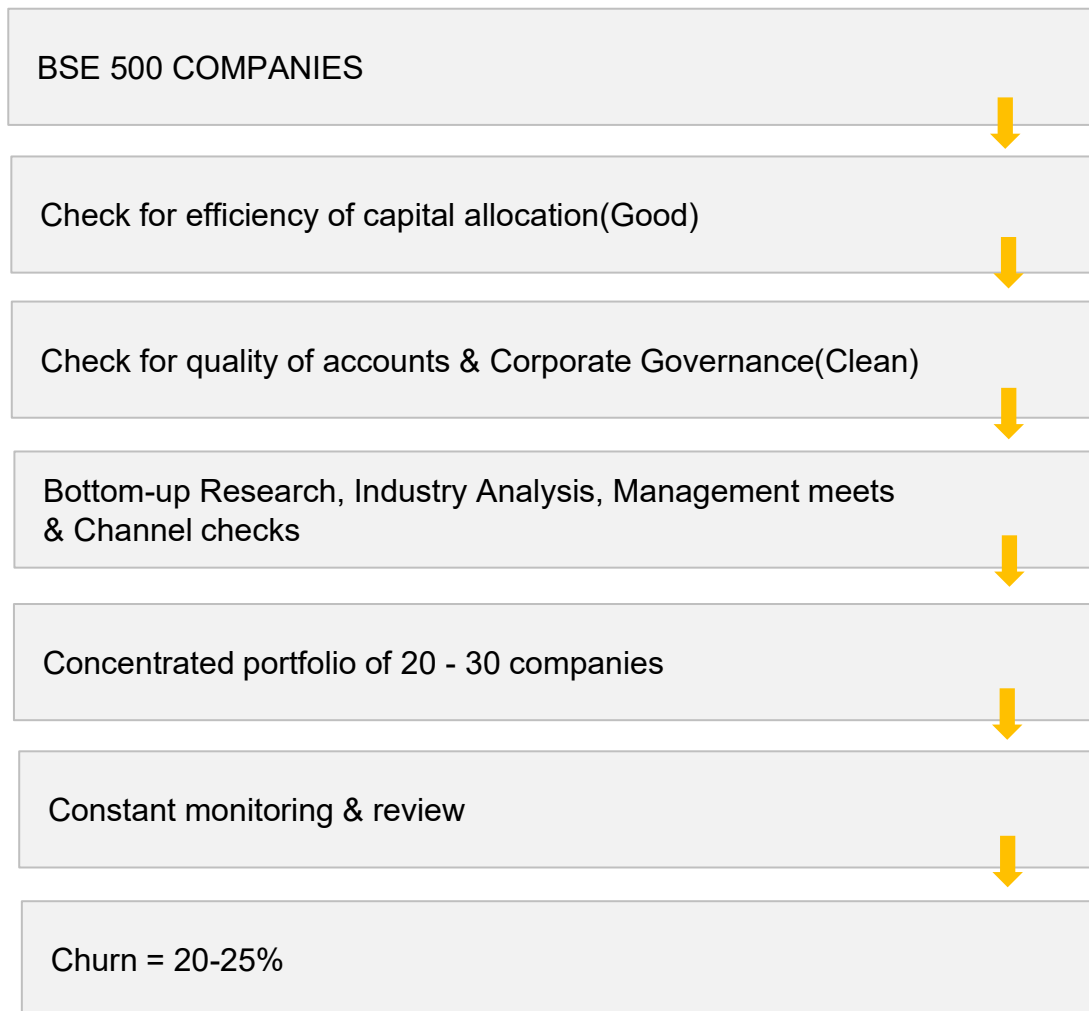 BSE 500 COMPANIES
Check for efficiency of capital allocation(Good)
Check for quality of accounts & Corporate Governance(Clean)
Bottom-up Research, Industry Analysis, Management meets
& Channel checks
Concentrated portfolio of 20 - 30 companies
Constant monitoring & review
Churn = 20-25%